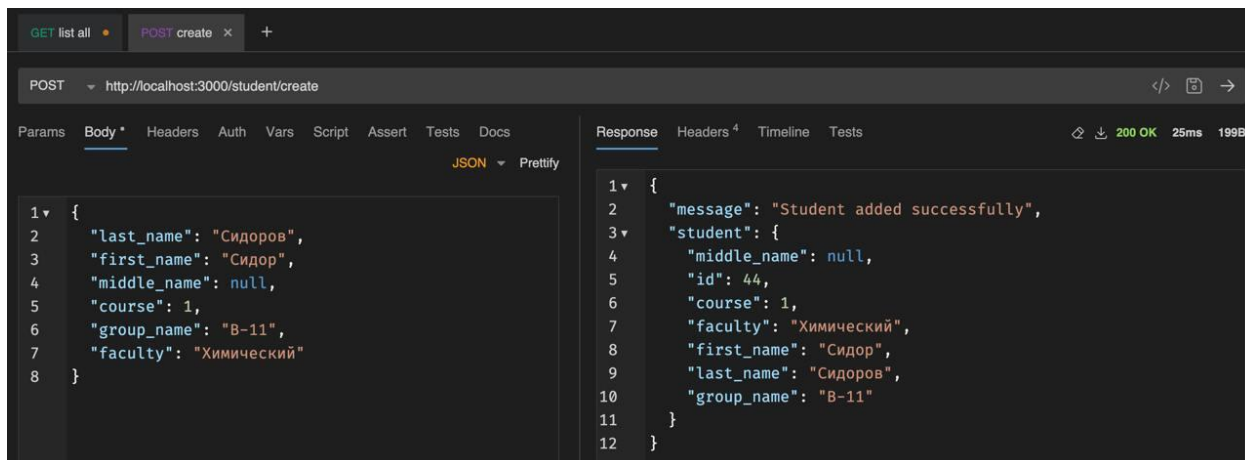 GET list all
POST create
POST http://localhost:3000/student/create
Params Body * Headers Auth Vars Script Assert Tests Docs
JSON Prettify
1 {
2 "last_name": "Сидоров",
3 "first_name": "Сидор",
4 "middle_name": null,
5 "course": 1,
6 "group_name": "В-11",
7 "faculty": "Химический"
8 }
Response Headers 4 Timeline Tests 200 OK 25ms 199B
1 {
2 "message": "Student added successfully",
3 "student": {
4 "middle_name": null,
5 "id": 44,
6 "course": 1,
7 "faculty": "Химический",
8 "first_name": "Сидор",
9 "last_name": "Сидоров",
10 "group_name": "В-11"
11 }
12 }